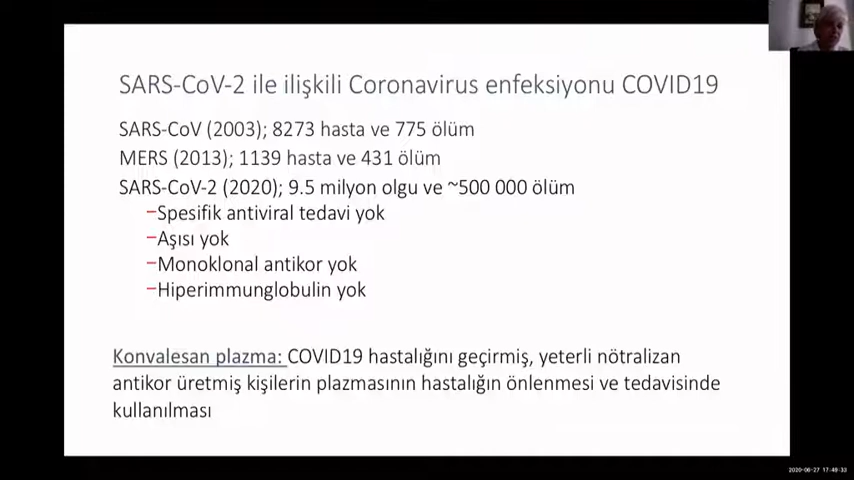 SARS-CoV-2 ile ilişkili Coronavirus enfeksiyonu COVID19
SARS-CoV (2003); 8273 hasta ve 775 ölüm
MERS (2013); 1139 hasta ve 431 ölüm
SARS-CoV-2 (2020); 9.5 milyon olgu ve ~500 000 ölüm
–Spesifik antiviral tedavi yok
–Aşısı yok
–Monoklonal antikor yok
–Hiperimmunglobulin yok
Konvalesan plazma: COVID19 hastalığını geçirmiş, yeterli nötralizan
antikor üretmiş kişilerin plazmasının hastalığın önlenmesi ve tedavisinde
kullanılması
2020-06-27 17:49:33